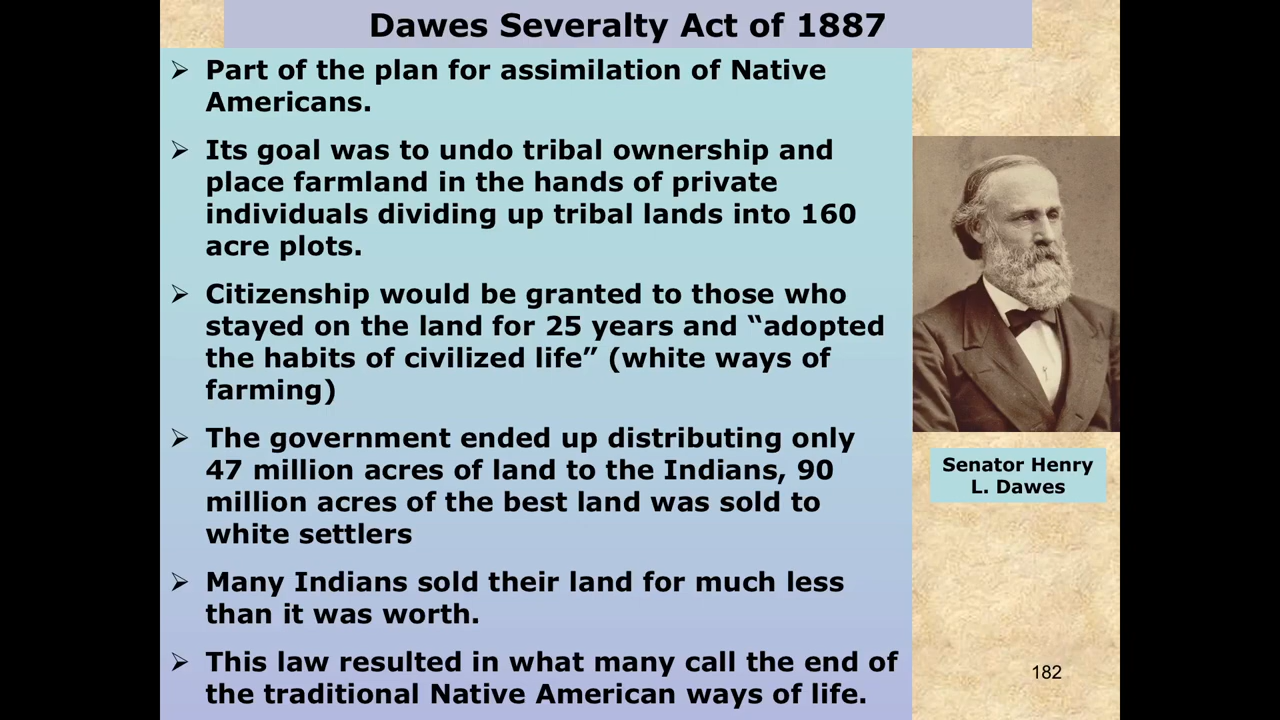 Dawes Severalty Act of 1887
➢ Part of the plan for assimilation of Native
Americans.
➢ Its goal was to undo tribal ownership and
place farmland in the hands of private
individuals dividing up tribal lands into 160
acre plots.
➢ Citizenship would be granted to those who
stayed on the land for 25 years and “adopted
the habits of civilized life” (white ways of
farming)
➢ The government ended up distributing only
47 million acres of land to the Indians, 90
million acres of the best land was sold to
white settlers
➢ Many Indians sold their land for much less
than it was worth.
➢ This law resulted in what many call the end of
the traditional Native American ways of life.
Senator Henry
L. Dawes
182